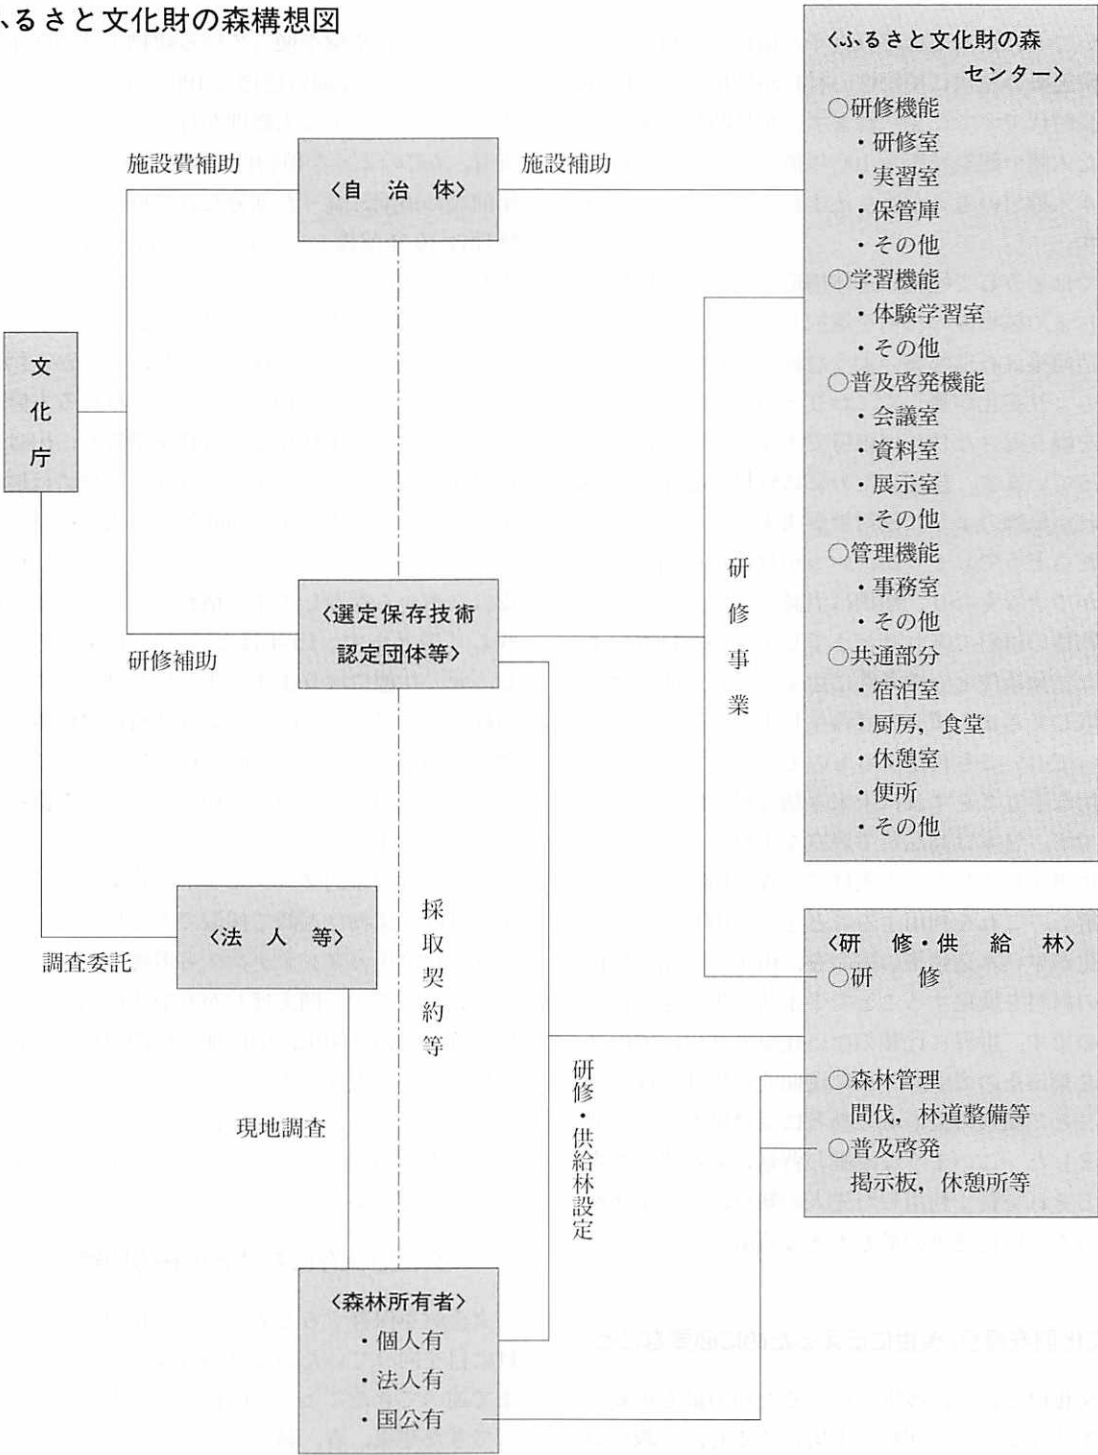 ふるさと文化財の森構想図
〈ふるさと文化財の森
センター〉
○研修機能
・研修室
・実習室
・保管庫
・その他
○学習機能
・体験学習室
・その他
○普及啓発機能
・会議室
・資料室
・展示室
・その他
○管理機能
・事務室
・その他
○共通部分
・宿泊室
・厨房，食堂
・休憩室
・便所
・その他
施設費補助
〈自治体〉
施設補助
文化庁
研修補助
〈選定保存技術
認定団体等〉
研修事業
調査委託
〈法人等〉
採取契約等
現地調査
研修・供給林設定
〈研修・供給林〉
○研修
○森林管理
間伐，林道整備等
○普及啓発
掲示板，休憩所等
〈森林所有者〉
・個人有
・法人有
・国公有